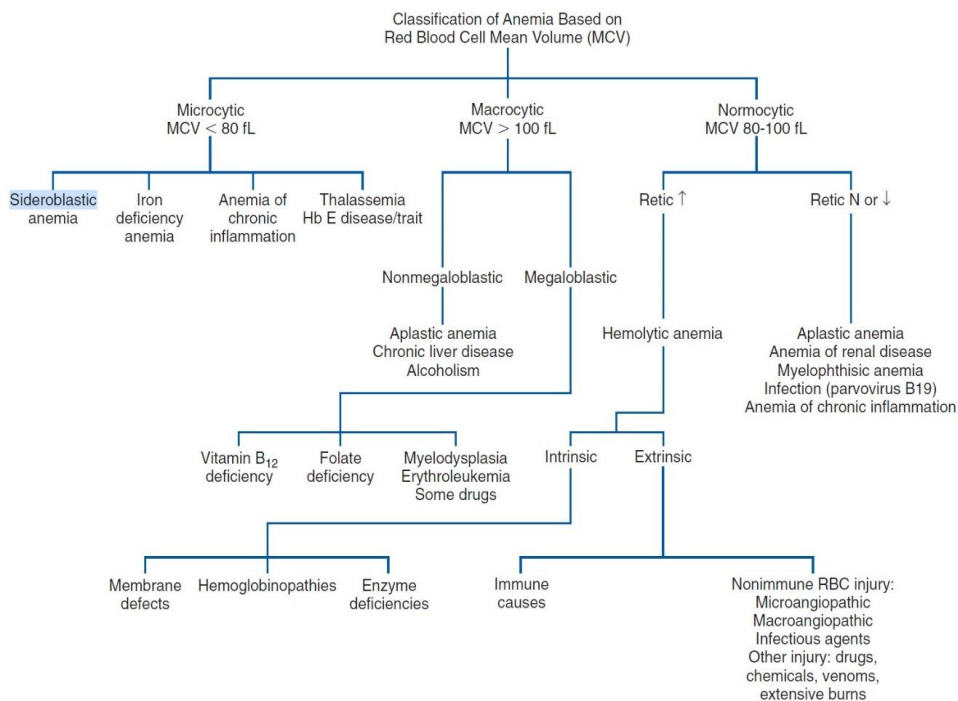 Classification of Anemia Based on
Red Blood Cell Mean Volume (MCV)
Microcytic
MCV < 80 fL
Macrocytic
MCV > 100 fL
Normocytic
MCV 80-100 fL
Sideroblastic
anemia
Iron
deficiency
anemia
Anemia of
chronic
inflammation
Thalassemia
Hb E disease/trait
Retic ↑
Retic N or ↓
Nonmegaloblastic
Megaloblastic
Aplastic anemia
Chronic liver disease
Alcoholism
Hemolytic anemia
Aplastic anemia
Anemia of renal disease
Myelophthisic anemia
Infection (parvovirus B19)
Anemia of chronic inflammation
Vitamin B₁₂
deficiency
Folate
deficiency
Myelodysplasia
Erythroleukemia
Some drugs
Intrinsic
Extrinsic
Membrane
defects
Hemoglobinopathies
Enzyme
deficiencies
Immune
causes
Nonimmune RBC injury:
Microangiopathic
Macroangiopathic
Infectious agents
Other injury: drugs,
chemicals, venoms,
extensive burns